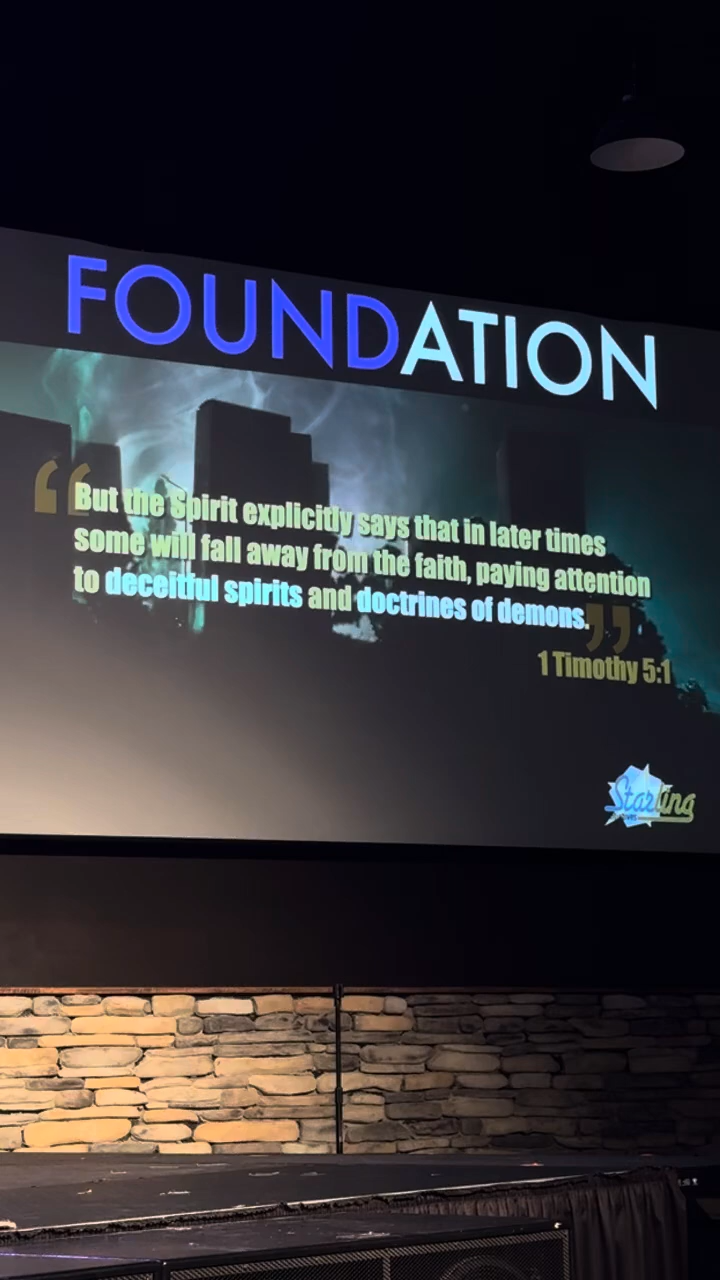 FOUNDATION
“But the Spirit explicitly says that in later times
some will fall away from the faith, paying attention
to deceitful spirits and doctrines of demons.”
1 Timothy 5:1
Starling